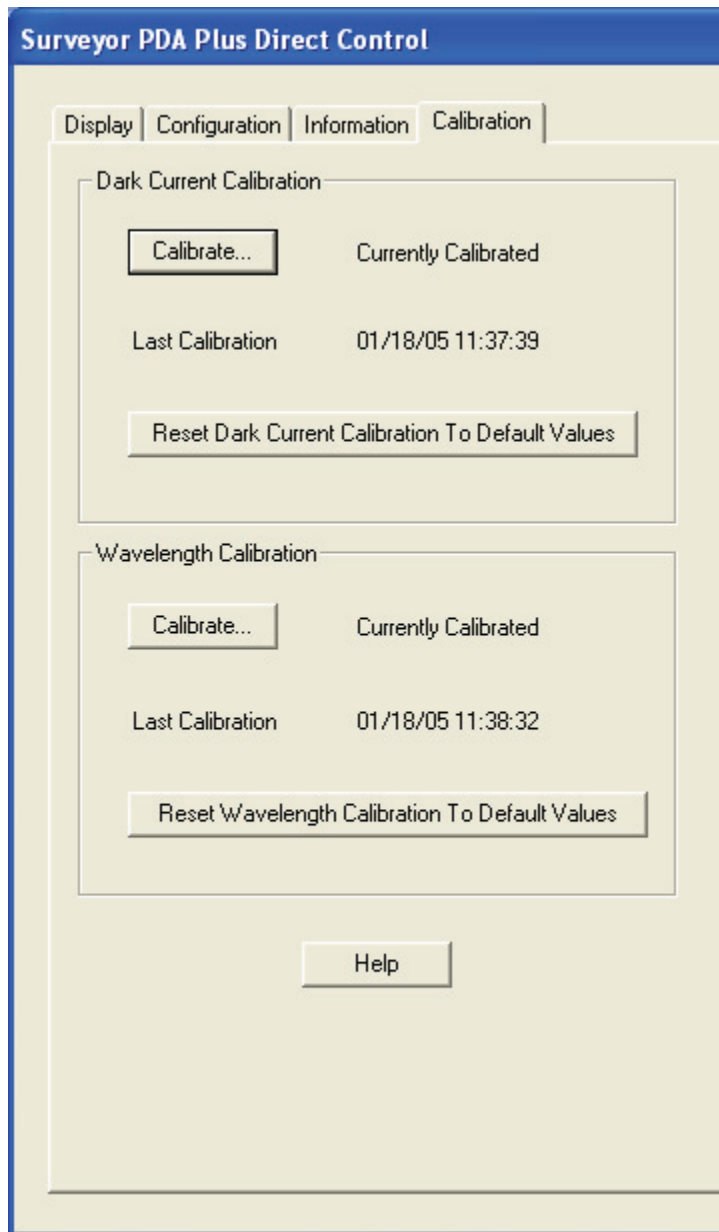 Surveyor PDA Plus Direct Control
Display Configuration Information Calibration
Dark Current Calibration
Calibrate... Currently Calibrated
Last Calibration 01/18/05 11:37:39
Reset Dark Current Calibration To Default Values
Wavelength Calibration
Calibrate... Currently Calibrated
Last Calibration 01/18/05 11:38:32
Reset Wavelength Calibration To Default Values
Help